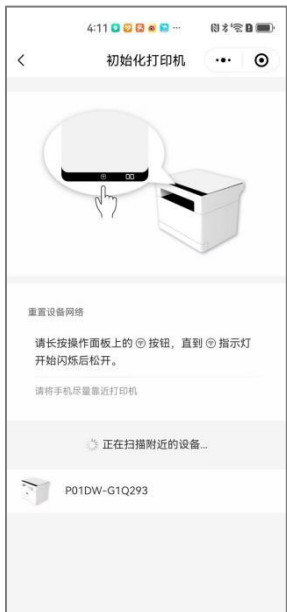 4:11
初始化打印机
重置设备网络
请长按操作面板上的 按钮，直到 指示灯
开始闪烁后松开。
请将手机尽量靠近打印机
正在扫描附近的设备...
P01DW-G1Q293